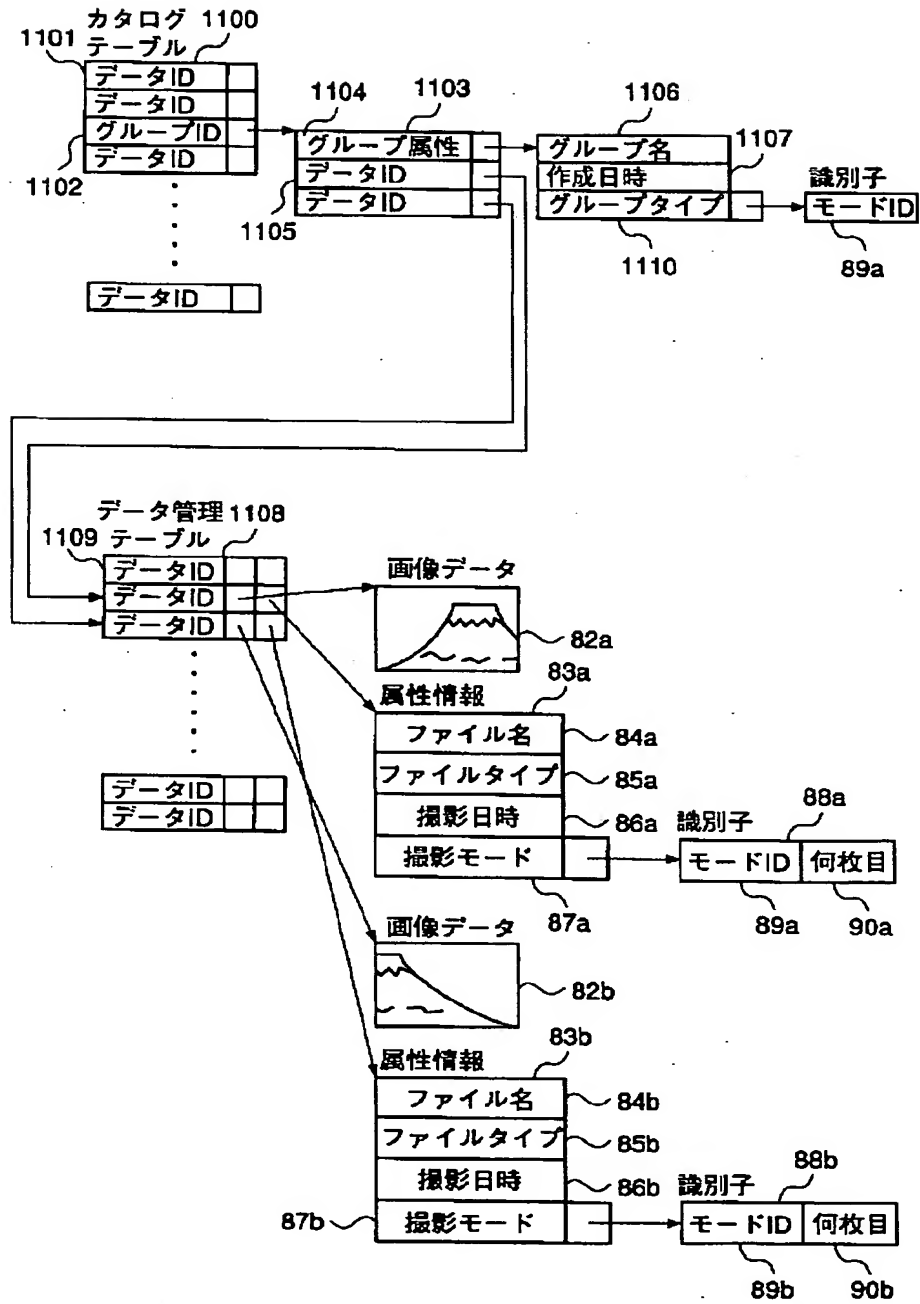 カタログ
1101 テーブル 1100
データID
データID
グループID
データID
1102
データID
1104 1103
グループ属性
データID
データID
1105
1106
1107
グループ名
作成日時
グループタイプ
1110
識別子
モードID
89a
データ管理 1108
1109 テーブル
データID
データID
データID
データID
データID
画像データ
82a
属性情報
83a
ファイル名 84a
ファイルタイプ 85a
撮影日時 86a
撮影モード
87a
識別子
88a
モードID 何枚目
89a 90a
画像データ
82b
属性情報
83b
ファイル名 84b
ファイルタイプ 85b
撮影日時 86b
87b 撮影モード
識別子
88b
モードID 何枚目
89b 90b